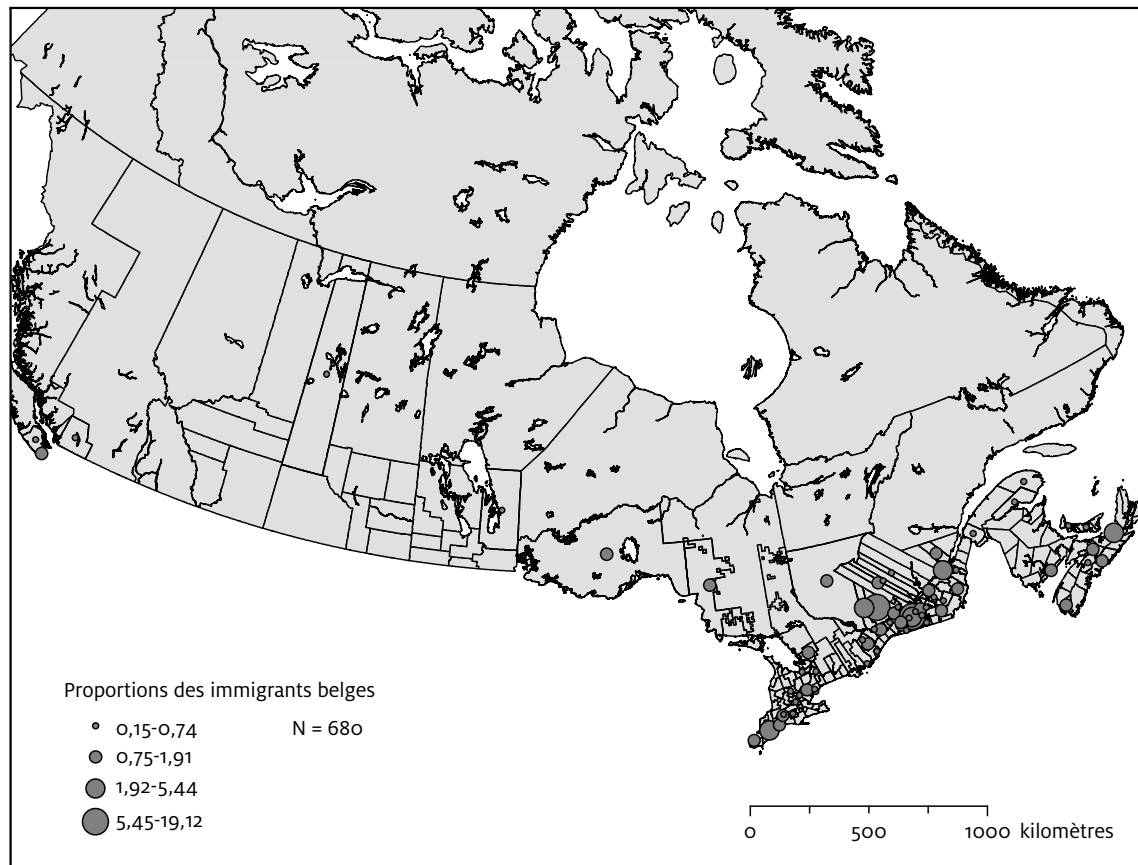 Proportions des immigrants belges
0,15-0,74
N = 680
0,75-1,91
1,92-5,44
5,45-19,12
0 500 1000 kilomètres